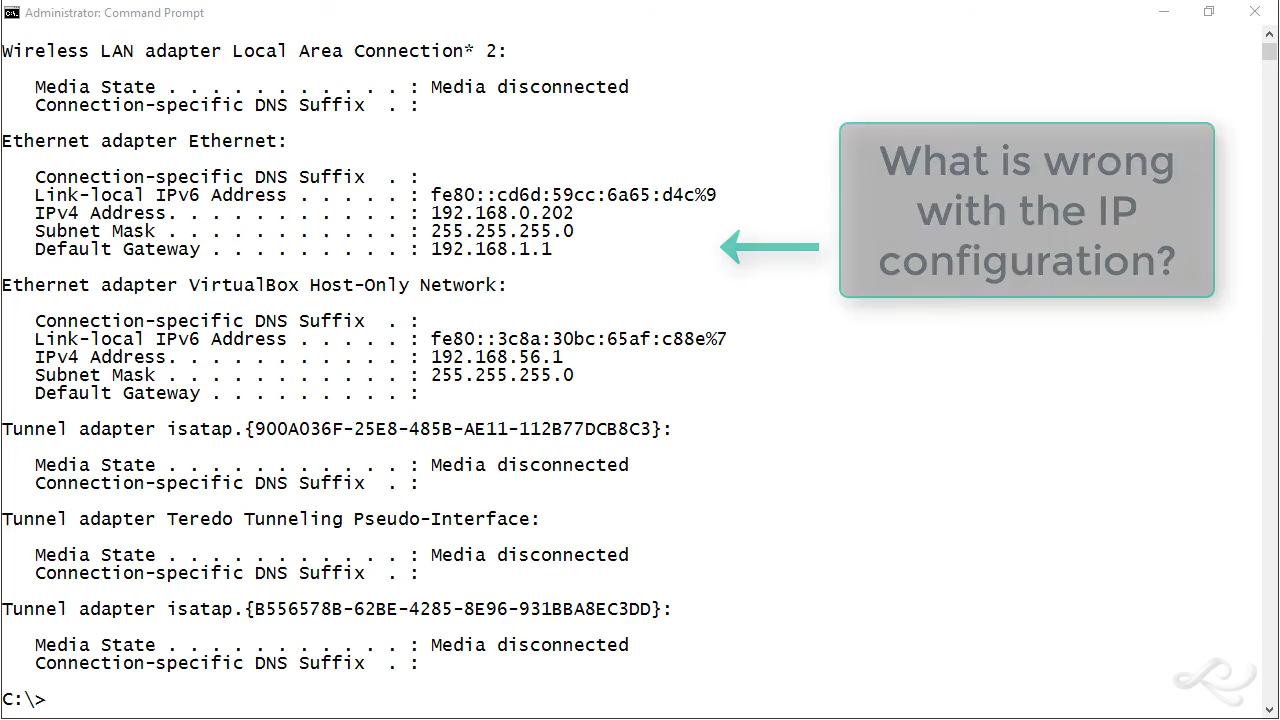 Administrator: Command Prompt
Wireless LAN adapter Local Area Connection* 2:
Media State . . . . . . . . . . . : Media disconnected
Connection-specific DNS Suffix  . :
Ethernet adapter Ethernet:
Connection-specific DNS Suffix  . :
Link-local IPv6 Address . . . . . : fe80::cd6d:59cc:6a65:d4c%9
IPv4 Address. . . . . . . . . . . : 192.168.0.202
Subnet Mask . . . . . . . . . . . : 255.255.255.0
Default Gateway . . . . . . . . . : 192.168.1.1
What is wrong
with the IP
configuration?
Ethernet adapter VirtualBox Host-Only Network:
Connection-specific DNS Suffix  . :
Link-local IPv6 Address . . . . . : fe80::3c8a:30bc:65af:c88e%7
IPv4 Address. . . . . . . . . . . : 192.168.56.1
Subnet Mask . . . . . . . . . . . : 255.255.255.0
Default Gateway . . . . . . . . . :
Tunnel adapter isatap.{900A036F-25E8-485B-AE11-112B77DCB8C3}:
Media State . . . . . . . . . . . : Media disconnected
Connection-specific DNS Suffix  . :
Tunnel adapter Teredo Tunneling Pseudo-Interface:
Media State . . . . . . . . . . . : Media disconnected
Connection-specific DNS Suffix  . :
Tunnel adapter isatap.{B556578B-62BE-4285-8E96-931BBA8EC3DD}:
Media State . . . . . . . . . . . : Media disconnected
Connection-specific DNS Suffix  . :
C:\>